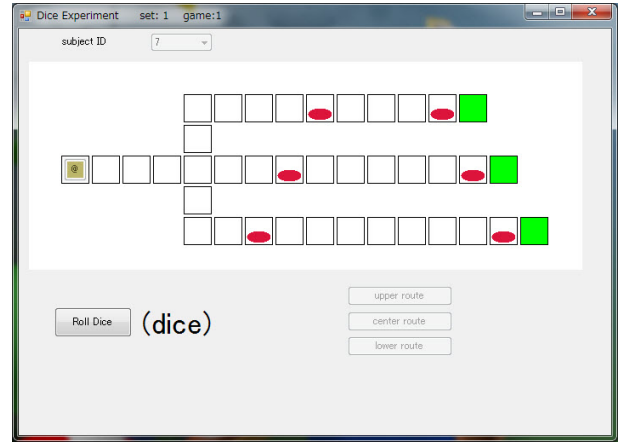 Dice Experiment set: 1 game:1
subject ID 7
@
upper route
Roll Dice (dice) center route
lower route